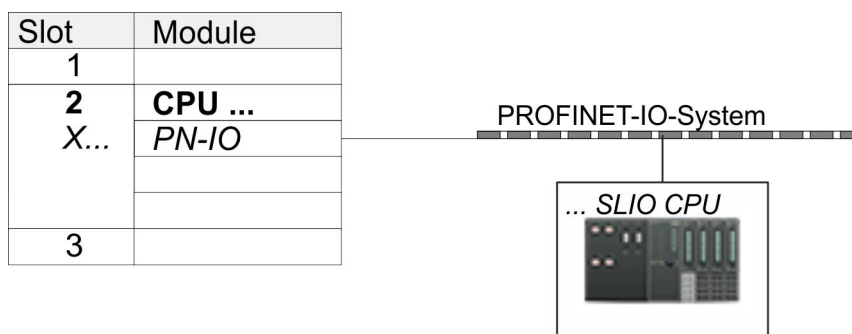 Slot Module
1
2 CPU ...
X... PN-IO
3
PROFINET-IO-System
... SLIO CPU